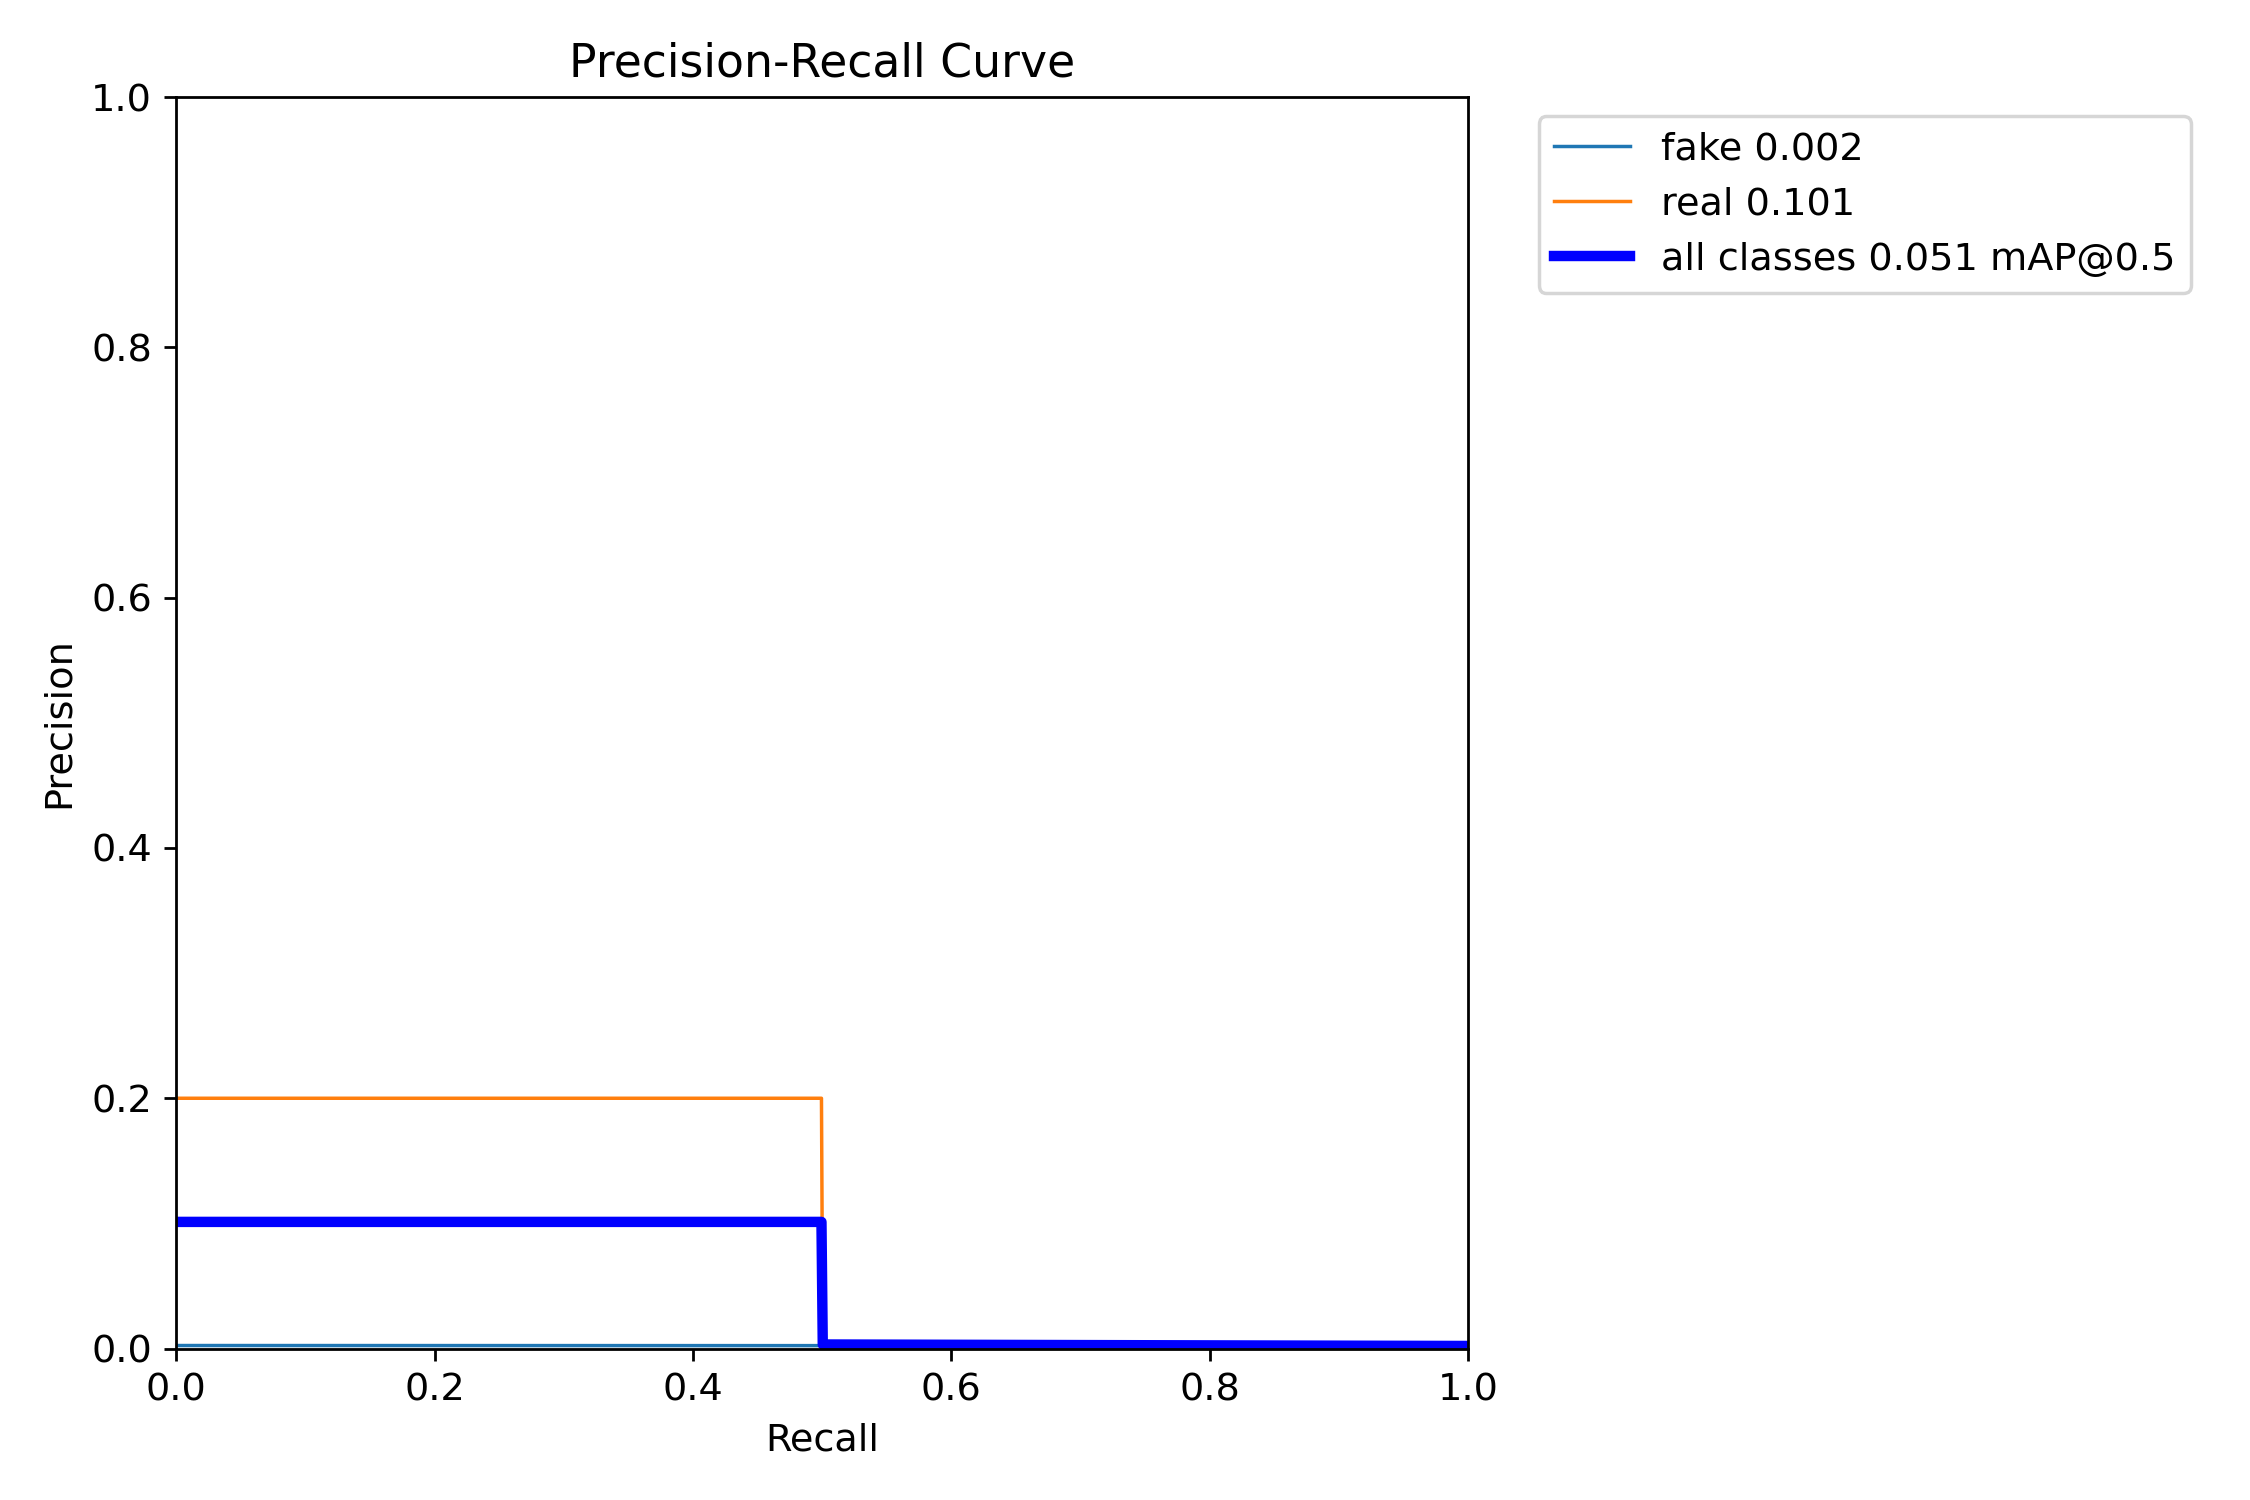 Precision-Recall Curve
1.0
0.8
0.6
0.4
0.2
0.0
Precision
0.0 0.2 0.4 0.6 0.8 1.0
Recall
fake 0.002
real 0.101
all classes 0.051 mAP@0.5